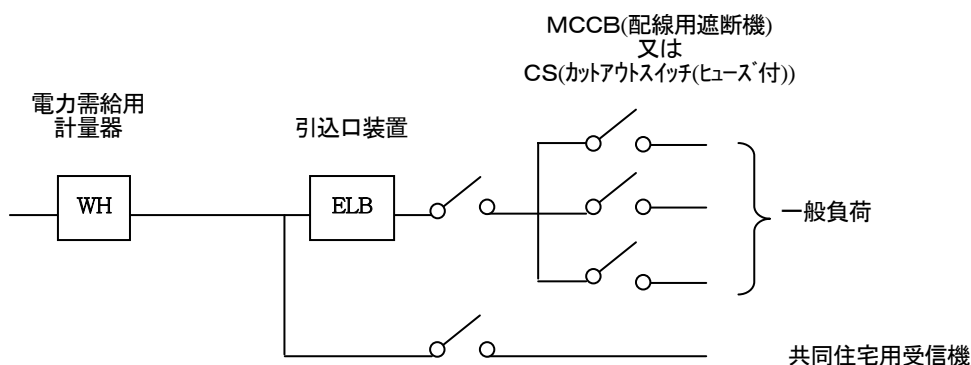 MCCB(配線用遮断機)
又は
CS(カットアウトスイッチ(ヒューズ付))
電力需給用
計量器
引込口装置
WH
ELB
一般負荷
共同住宅用受信機